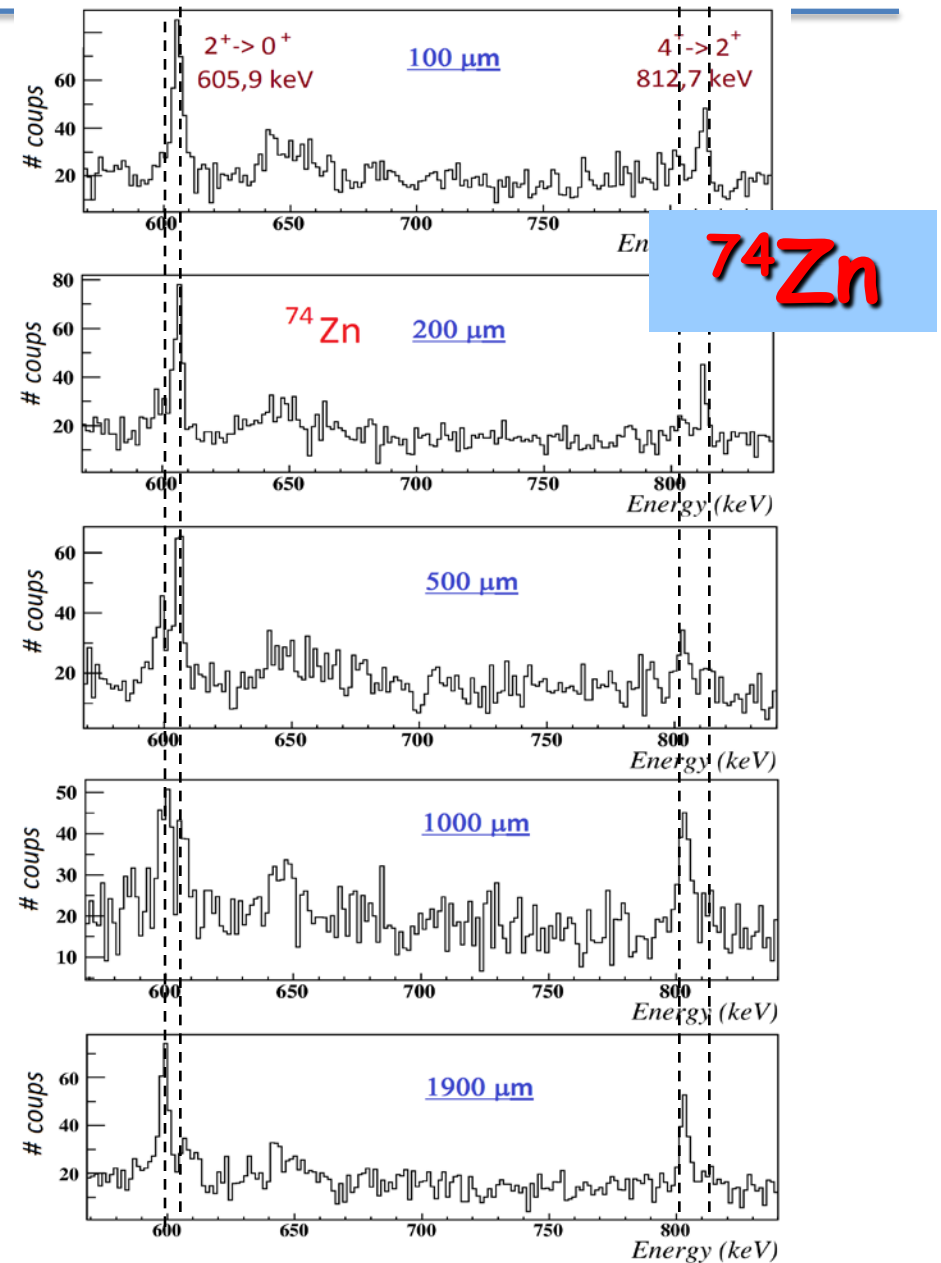 2+-> 0 +
605,9 keV
100 µm
4+-> 2+
812,7 keV
# coups
60
40
20
600 650 700 750
En
74Zn
80
60
40
20
# coups
74 Zn
200 µm
600 650 700 750 800
Energy (keV)
60
40
20
# coups
500 µm
600 650 700 750 800
Energy (keV)
50
40
30
20
10
# coups
1000 µm
600 650 700 750 800
Energy (keV)
60
40
20
# coups
1900 µm
600 650 700 750 800
Energy (keV)